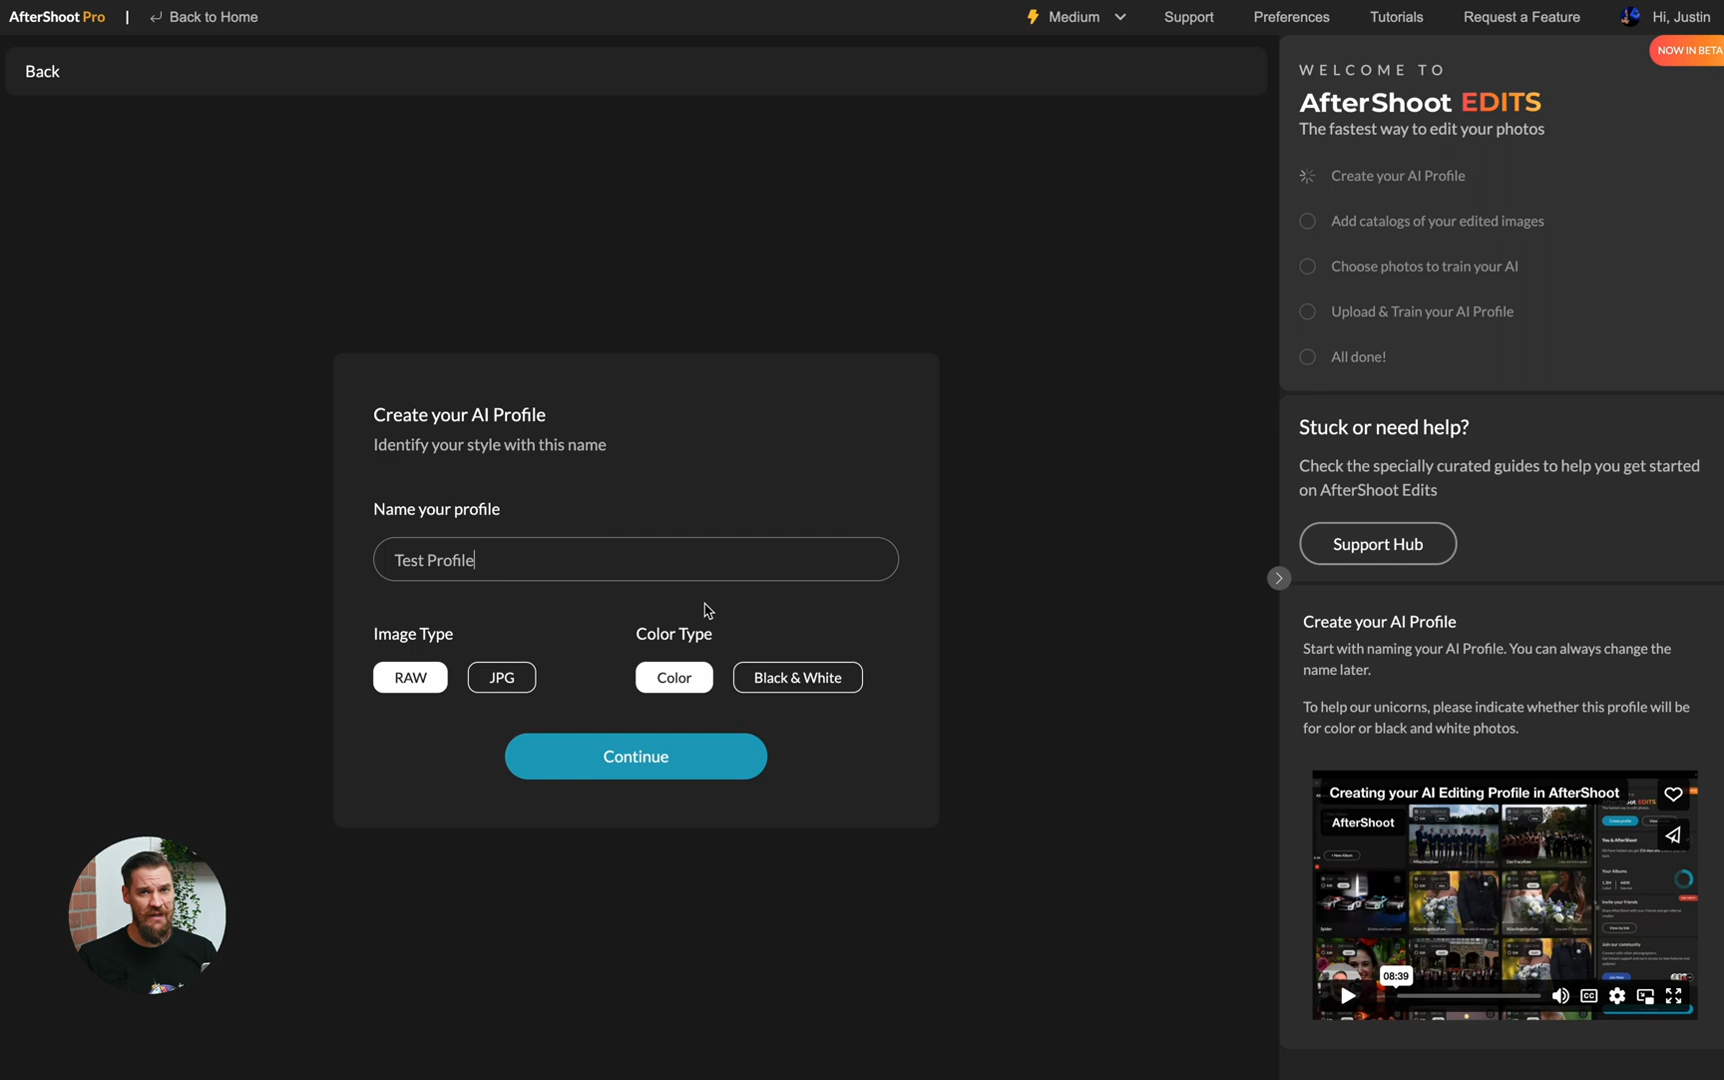 AfterShoot Pro | Back to Home
Medium
Support
Preferences
Tutorials
Request a Feature
Hi, Justin
Back
NOW IN BETA
WELCOME TO
AfterShoot EDITS
The fastest way to edit your photos
Create your AI Profile
Add catalogs of your edited images
Choose photos to train your AI
Upload & Train your AI Profile
All done!
Create your AI Profile
Identify your style with this name
Name your profile
Test Profile
Image Type
Color Type
RAW
JPG
Color
Black & White
Continue
Stuck or need help?
Check the specially curated guides to help you get started
on AfterShoot Edits
Support Hub
Create your AI Profile
Start with naming your AI Profile. You can always change the
name later.
To help our unicorns, please indicate whether this profile will be
for color or black and white photos.
Creating your AI Editing Profile in AfterShoot
AfterShoot
08:39
CC